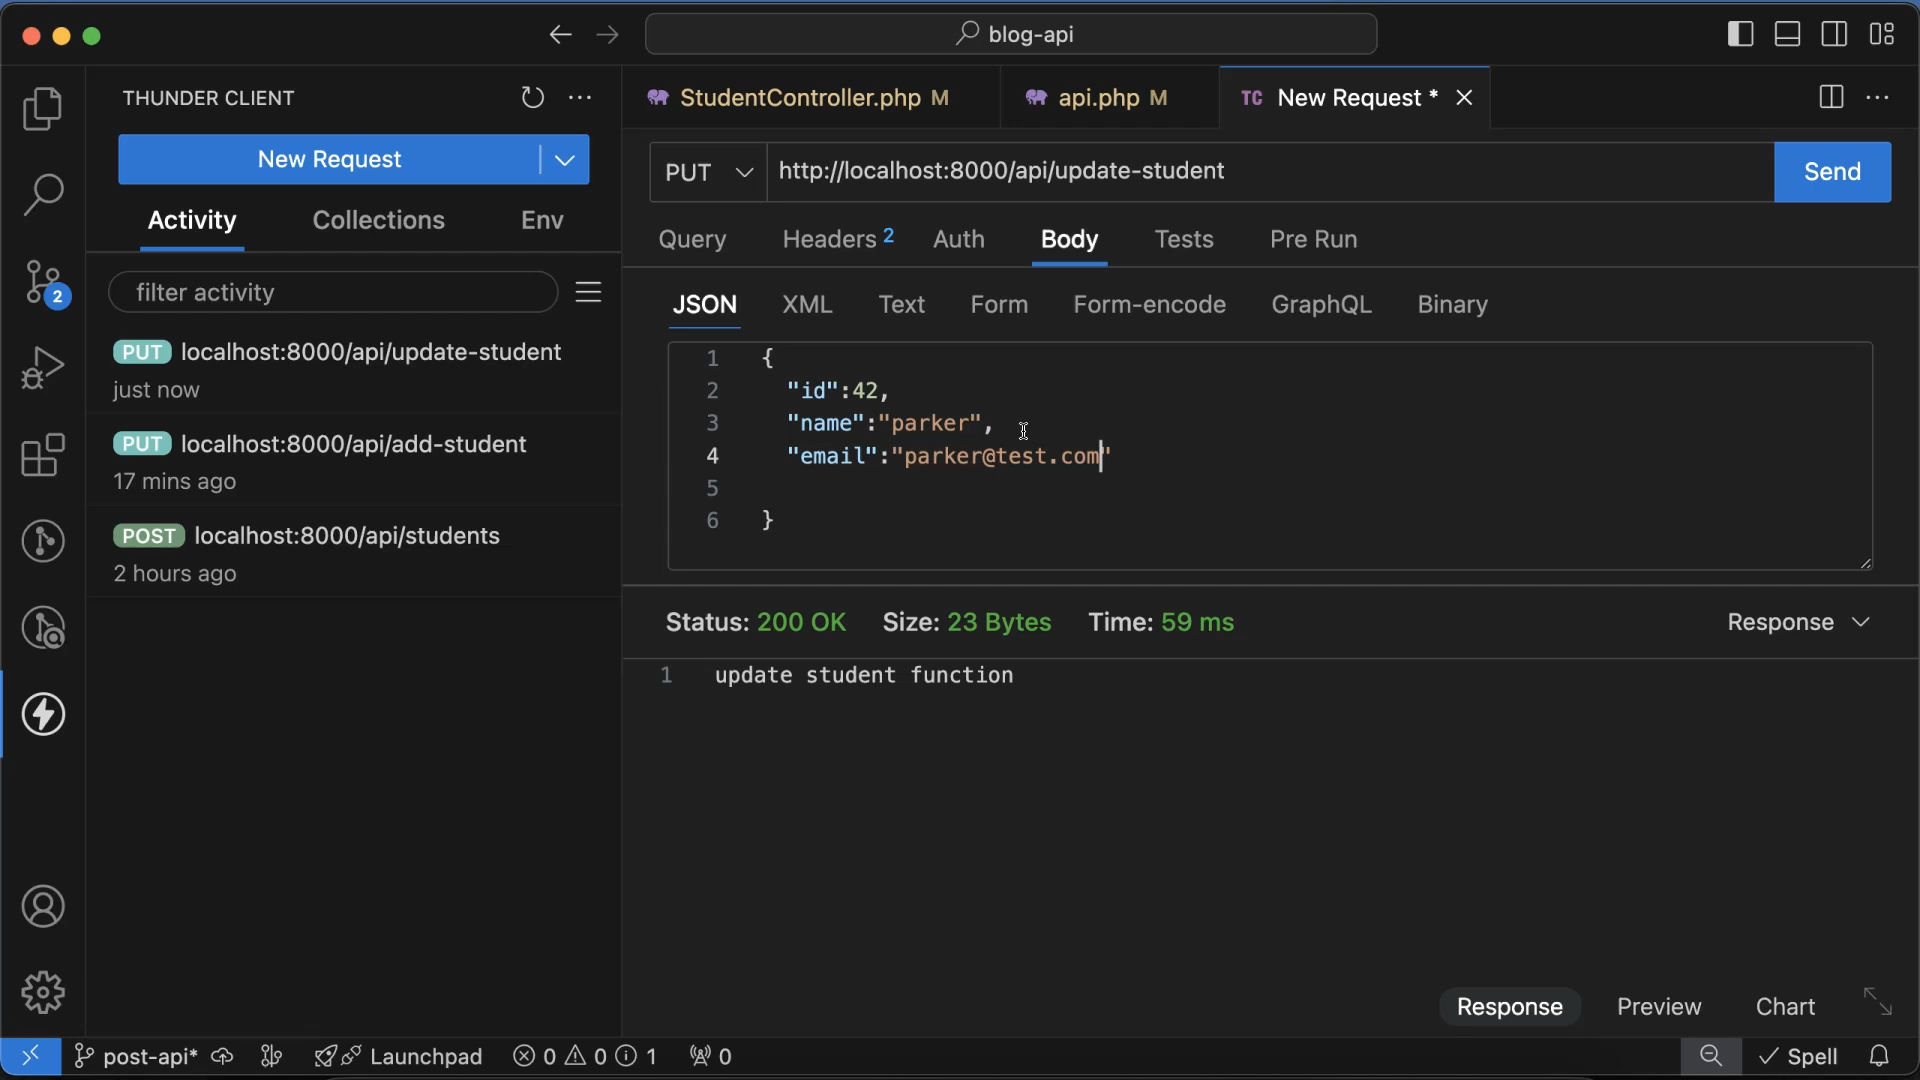 blog-api
THUNDER CLIENT
New Request
Activity Collections Env
filter activity
PUT localhost:8000/api/update-student
just now
PUT localhost:8000/api/add-student
17 mins ago
POST localhost:8000/api/students
2 hours ago
StudentController.php M api.php M TC New Request *
PUT http://localhost:8000/api/update-student Send
Query Headers 2 Auth Body Tests Pre Run
JSON XML Text Form Form-encode GraphQL Binary
1 {
2 "id":42,
3 "name":"parker",
4 "email":"parker@test.com"
5
6 }
Status: 200 OK Size: 23 Bytes Time: 59 ms Response
1 update student function
Response Preview Chart
2
post-api* Launchpad 0 0 1 0 Spell